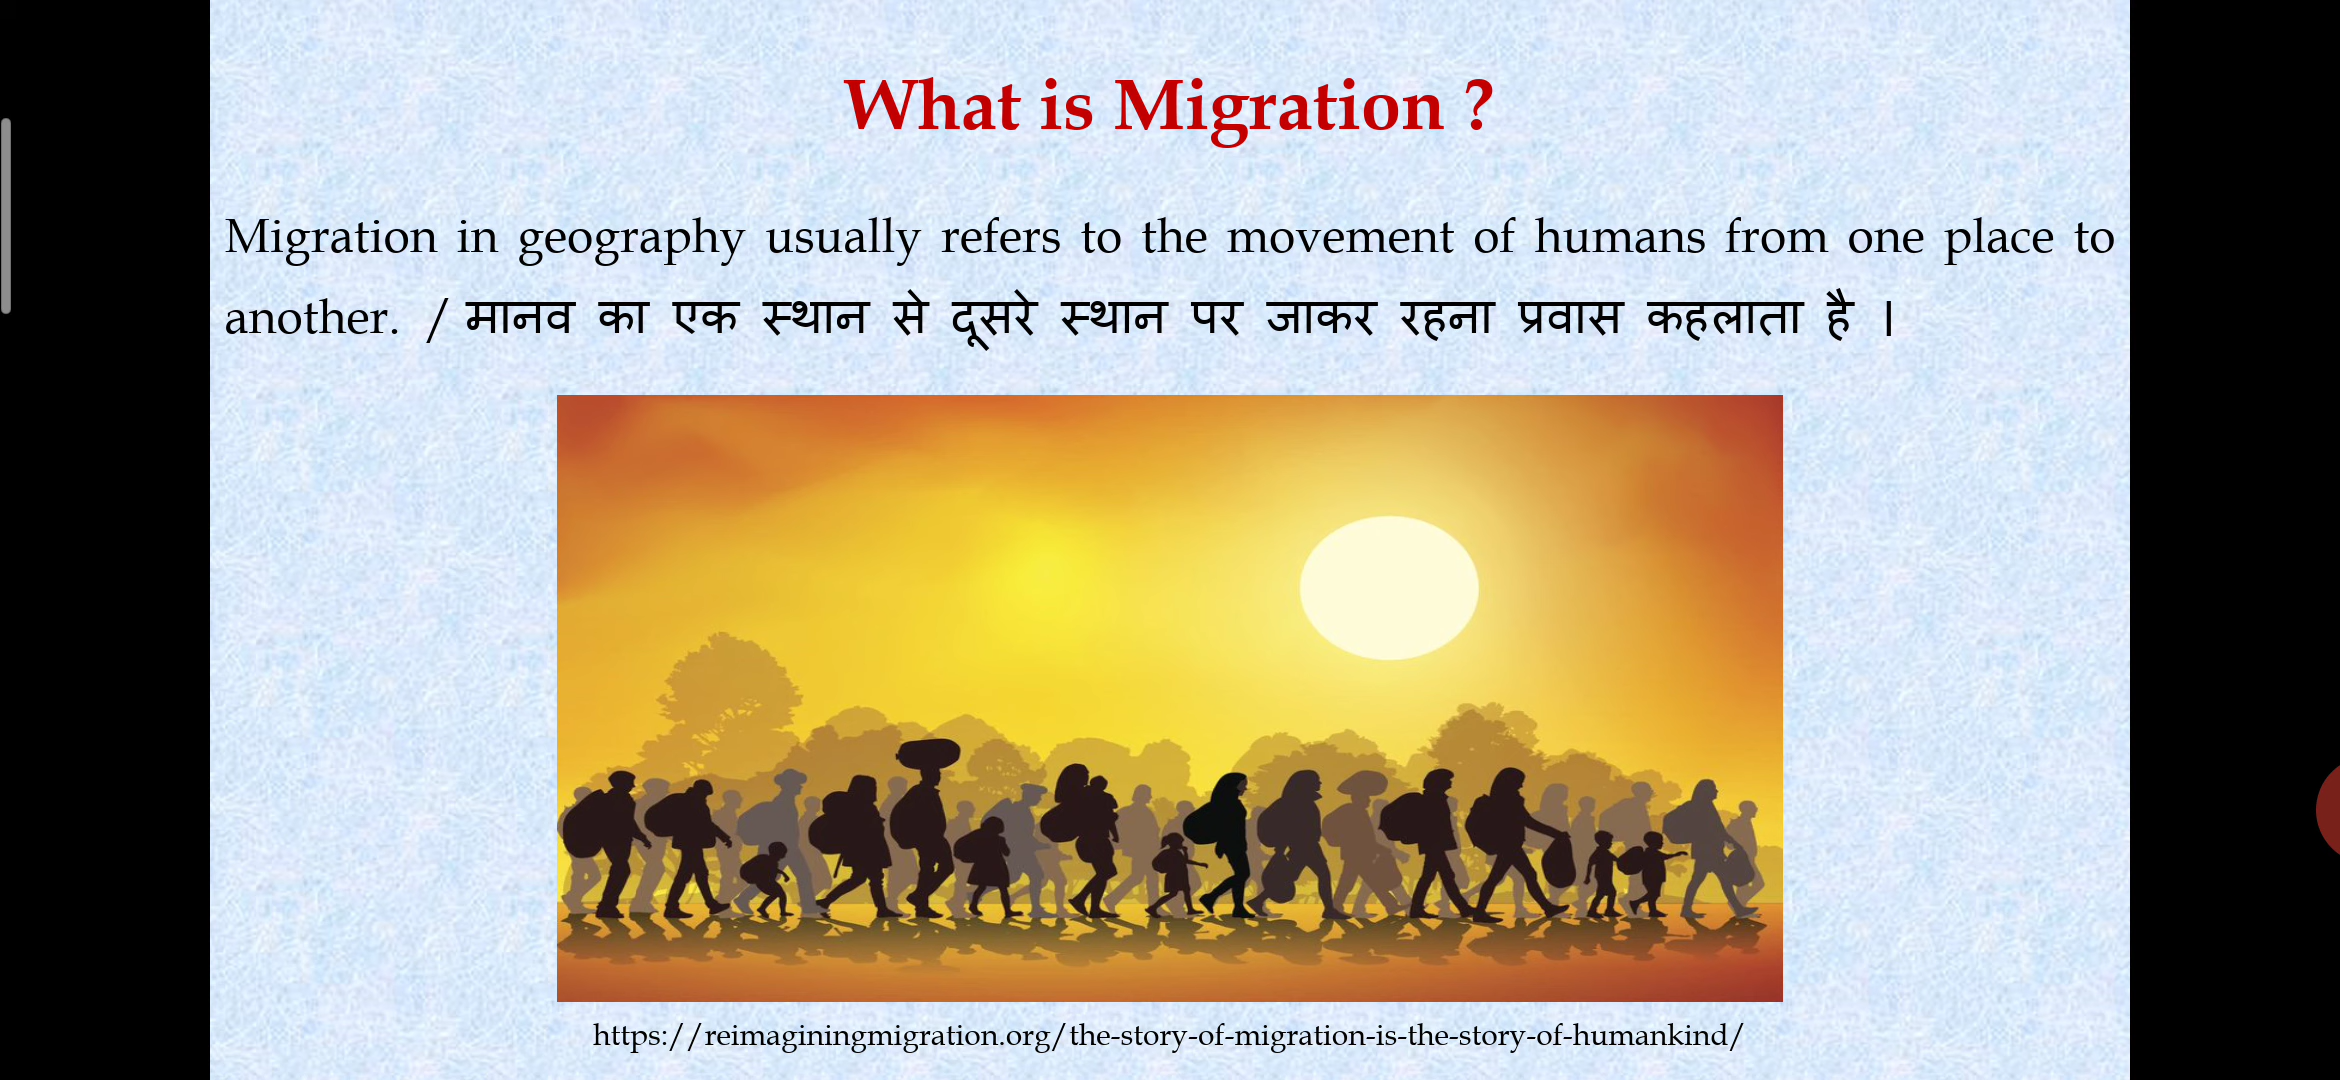 What is Migration ?
Migration in geography usually refers to the movement of humans from one place to
another. / मानव का एक स्थान से दूसरे स्थान पर जाकर रहना प्रवास कहलाता है ।
https://reimaginingmigration.org/the-story-of-migration-is-the-story-of-humankind/